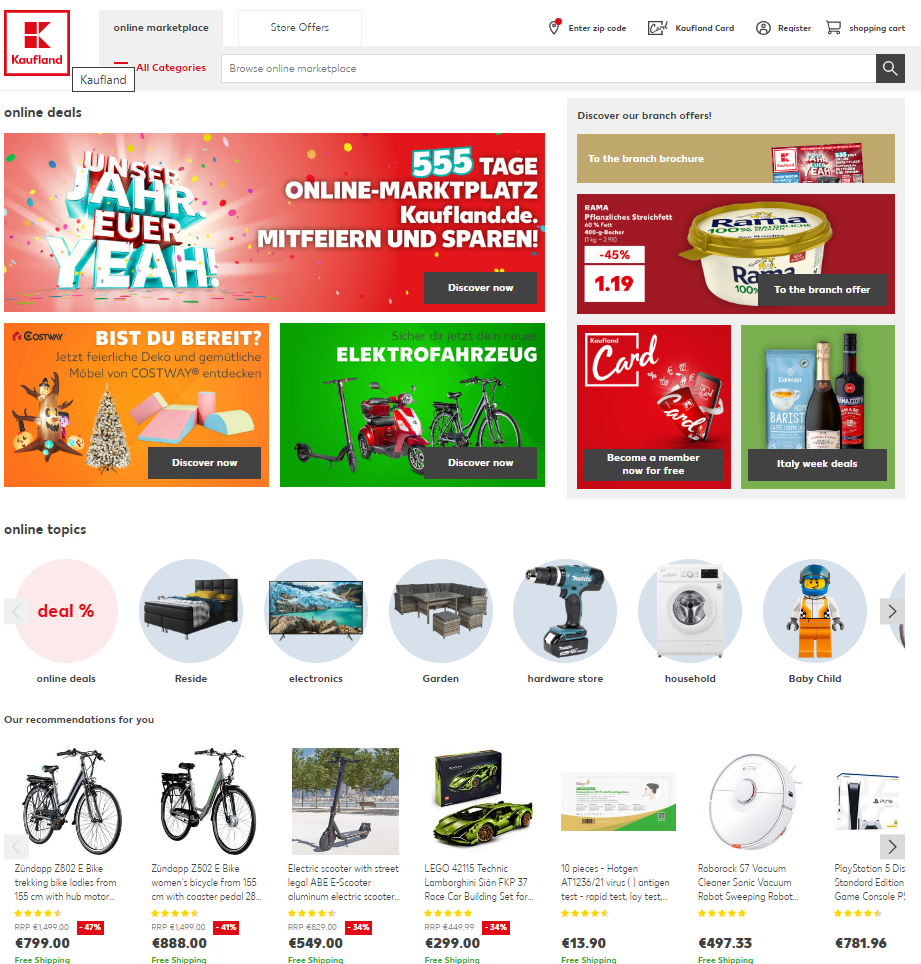 Kaufland
online marketplace
Store Offers
Enter zip code
Card
Kaufland Card
Register
shopping cart
All Categories
Browse online marketplace
Kaufland
online deals
UNSER
JAHR.
EUER
YEAH!
555 TAGE
ONLINE-MARKTPLATZ
Kaufland.de.
MITFEIERN UND SPAREN!
Discover now
COSTWAY
BIST DU BEREIT?
Jetzt feierliche Deko und gemütliche
Möbel von COSTWAY® entdecken
Discover now
Sicher dir jetzt dein neues
ELEKTROFAHRZEUG
Discover now
Discover our branch offers!
To the branch brochure
RAMA
Pflanzliches Streichfett
60 % Fett
400-g-Becher
(1 kg = 2.98)
-45%
1.19
Rama
100% NATÜRLICHE
Rama
100%
To the branch offer
Kaufland
Card
Become a member
now for free
Dallmayr
HOME
BARISTA
Italy week deals
online topics
deal %
online deals
Reside
electronics
Garden
hardware store
household
Baby Child
Our recommendations for you
Zündapp Z802 E Bike
trekking bike ladies from
155 cm with hub motor...
RRP €1,499.00
- 47%
€799.00
Free Shipping
Zündapp Z502 E Bike
women's bicycle from 155
cm with coaster pedal 28...
RRP €1,499.00
- 41%
€888.00
Free Shipping
Electric scooter with street
legal ABE E-Scooter
aluminum electric scooter...
RRP €829.00
- 34%
€549.00
Free Shipping
LEGO 42115 Technic
Lamborghini Sián FKP 37
Race Car Building Set for...
RRP €449.99
- 34%
€299.00
Free Shipping
10 pieces - Hotgen
AT1236/21 virus ( ) antigen
test - rapid test, lay test,...
€13.90
Free Shipping
Roborock S7 Vacuum
Cleaner Sonic Vacuum
Robot Sweeping Robot...
€497.33
Free Shipping
PlayStation 5 Dis
Standard Edition
Game Console PS
€781.96